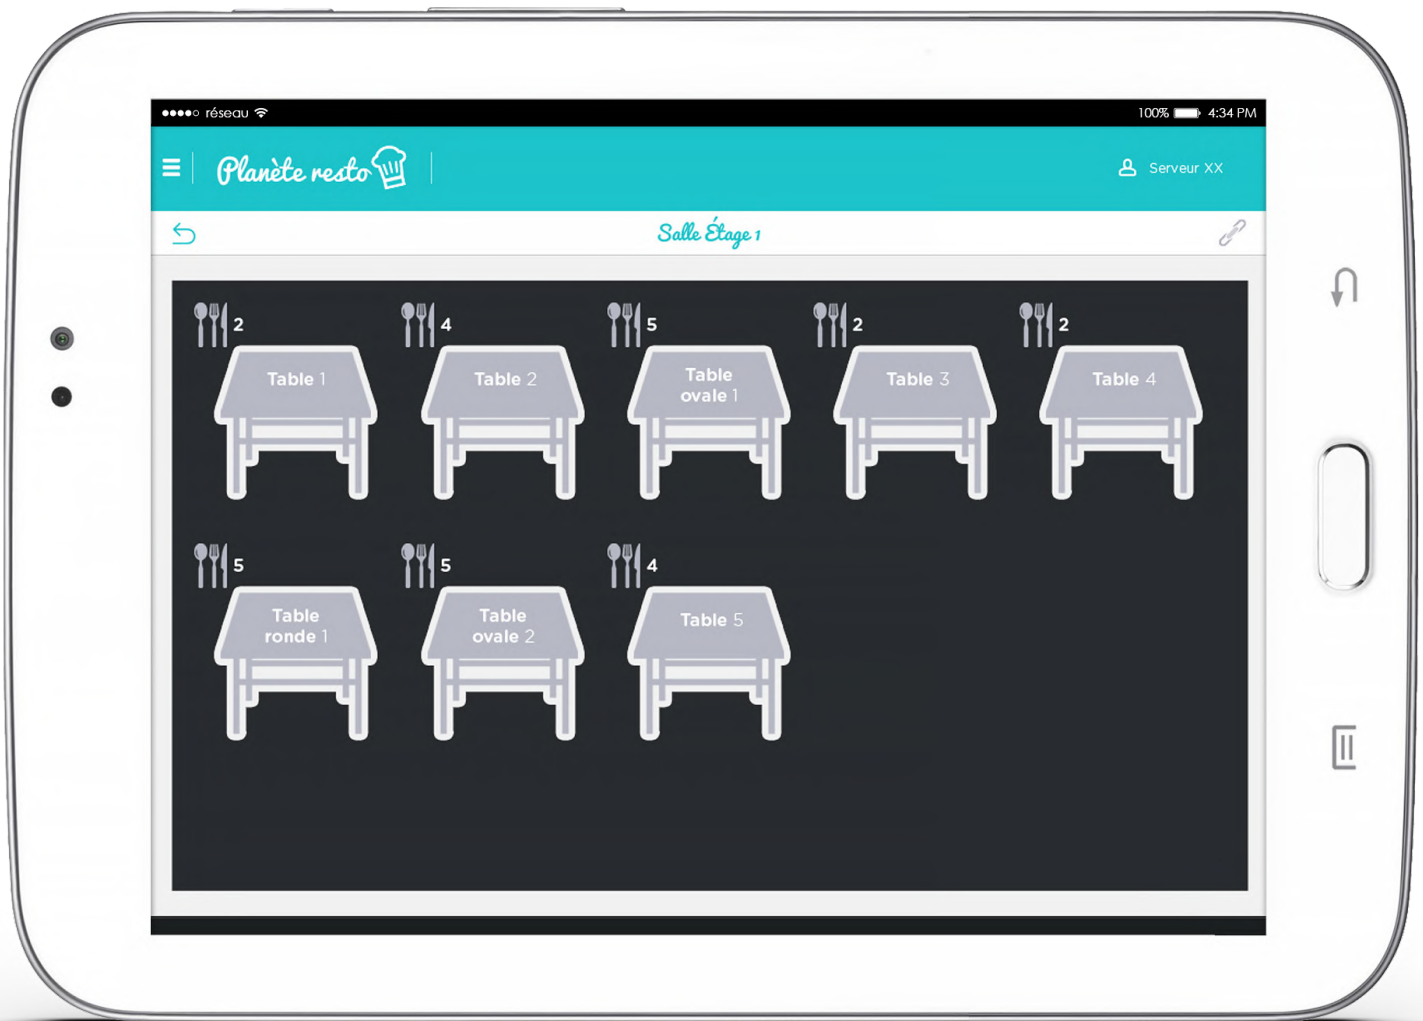 réseau 100% 4:34 PM
Planète resto Serveur XX
Salle Étage 1
2 4 5 2 2
Table 1 Table 2 Table Table 3 Table 4
ovale 1
5 5 4
Table Table Table 5
ronde 1 ovale 2